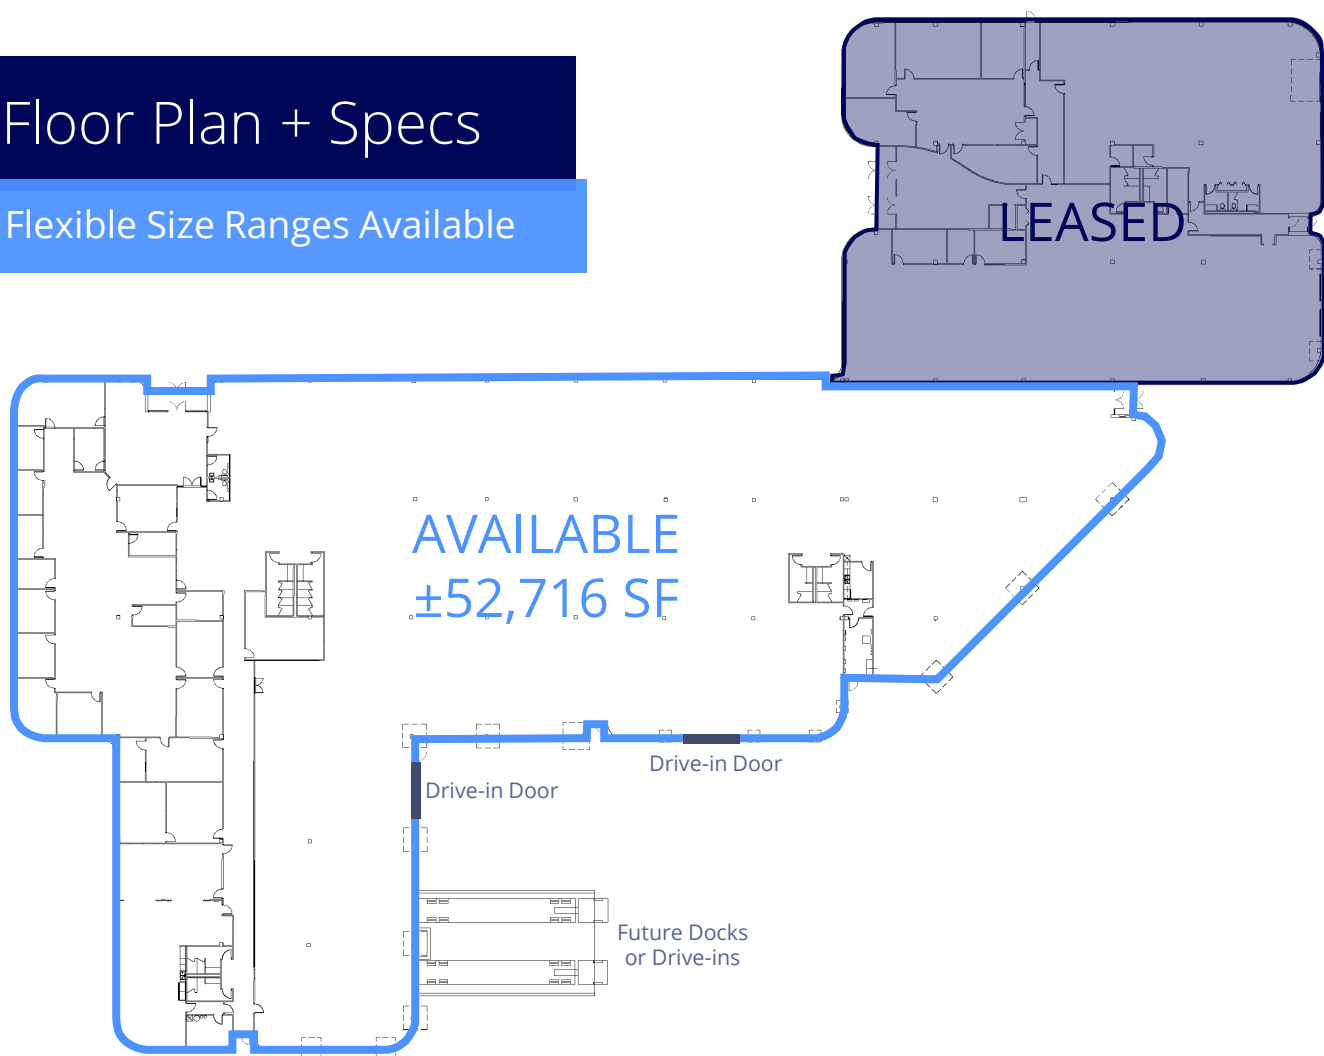 Floor Plan + Specs
Flexible Size Ranges Available
LEASED
AVAILABLE
±52,716 SF
Drive-in Door
Drive-in Door
Future Docks
or Drive-ins